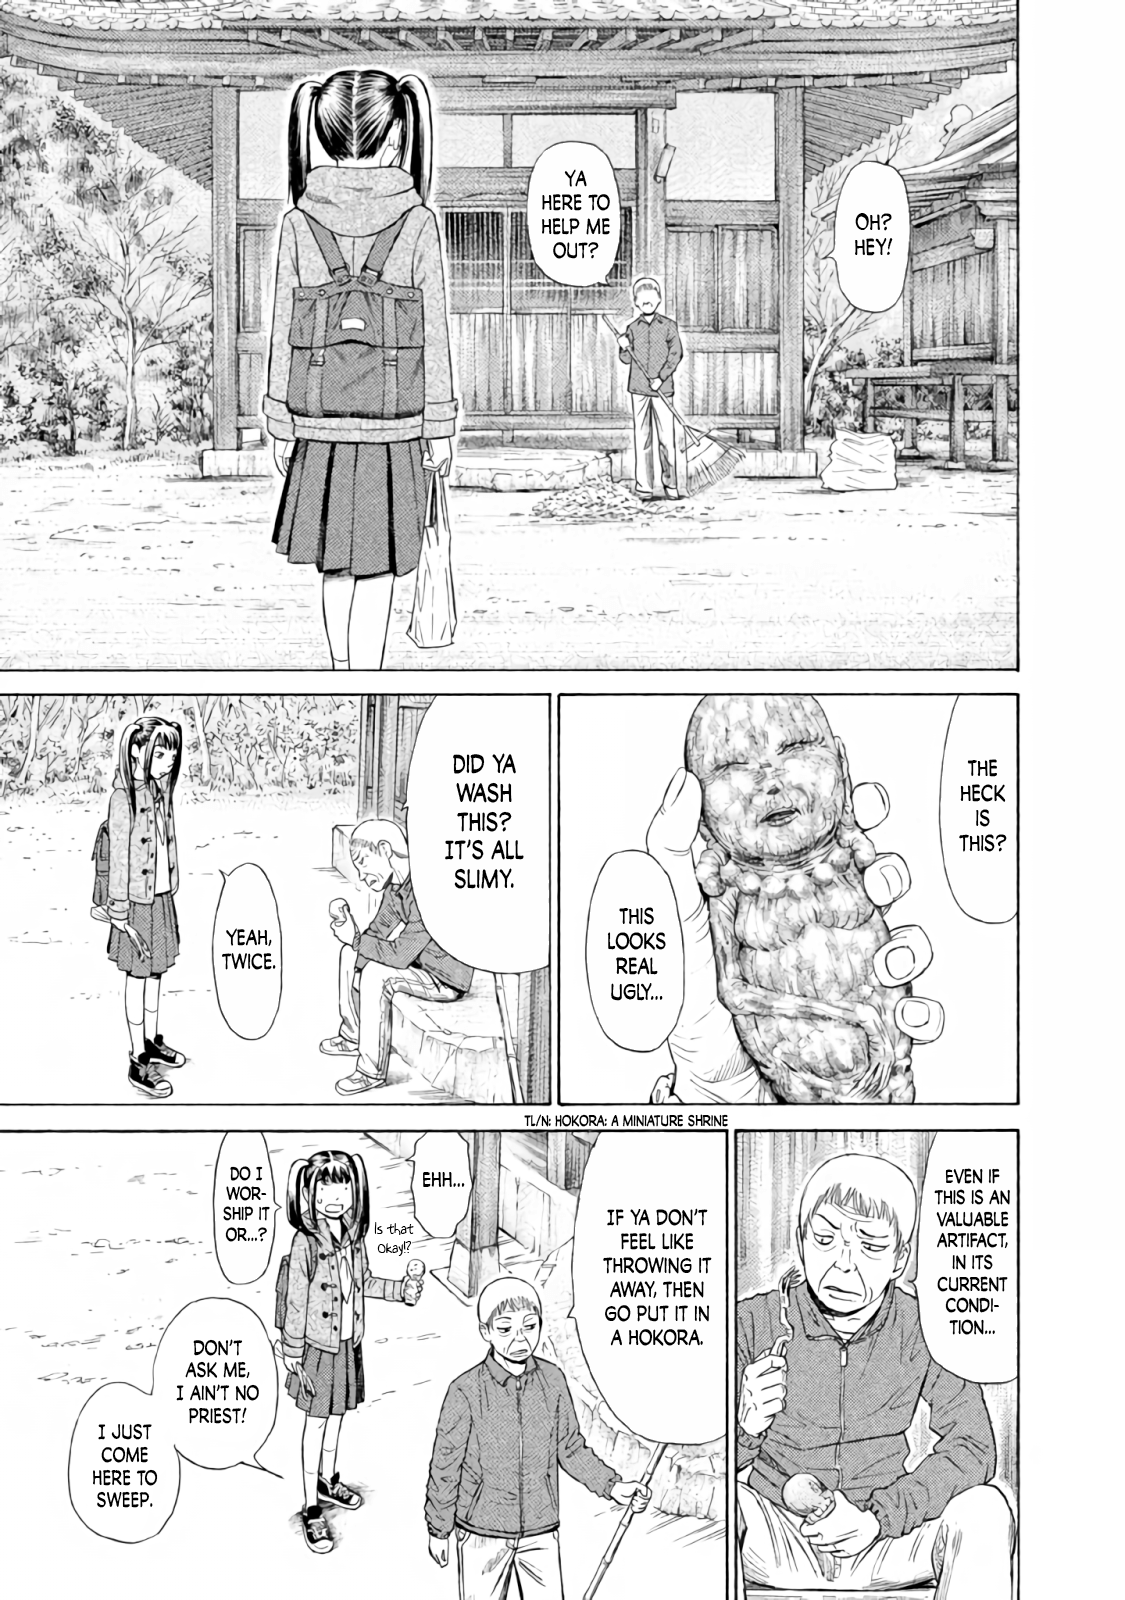 OH?
HEY!
YA
HERE TO
HELP ME
OUT?
THE
HECK
IS
THIS?
THIS
LOOKS
REAL
UGLY...
DID YA
WASH
THIS?
IT'S ALL
SLIMY.
YEAH,
TWICE.
TL/N: HOKORA: A MINIATURE SHRINE
EVEN IF
THIS IS AN
VALUABLE
ARTIFACT,
IN ITS
CURRENT
CONDI-
TION...
IF YA DON'T
FEEL LIKE
THROWING IT
AWAY, THEN
GO PUT IT IN
A HOKORA.
EHH...
Is that
Okay!?
DO I
WOR-
SHIP IT
OR...?
DON'T
ASK ME,
I AIN'T NO
PRIEST!
I JUST
COME
HERE TO
SWEEP.